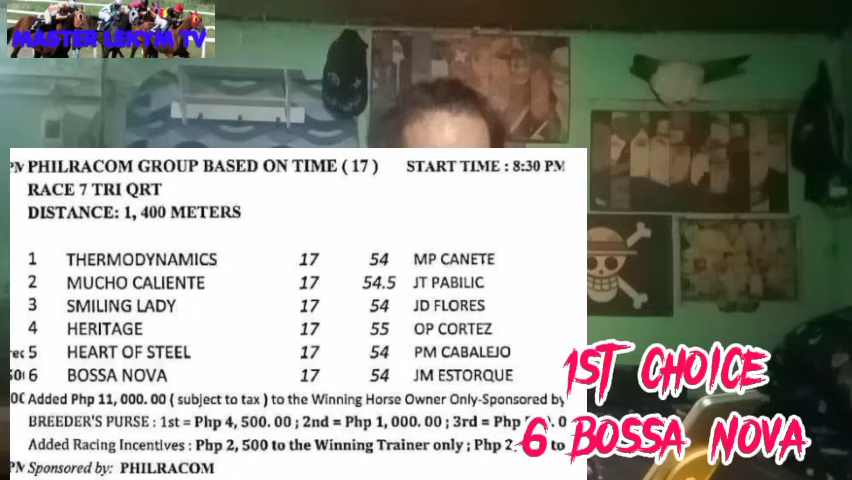 MASTER LEKYM TV
PHILRACOM GROUP BASED ON TIME ( 17 ) START TIME : 8:30 PM
RACE 7 TRI QRT
DISTANCE: 1, 400 METERS
1 THERMODYNAMICS 17 54 MP CANETE
2 MUCHO CALIENTE 17 54.5 JT PABILIC
3 SMILING LADY 17 54 JD FLORES
4 HERITAGE 17 55 OP CORTEZ
5 HEART OF STEEL 17 54 PM CABALEJO
6 BOSSA NOVA 17 54 JM ESTORQUE
Added Php 11, 000. 00 ( subject to tax ) to the Winning Horse Owner Only-Sponsored by
BREEDER'S PURSE : 1st = Php 4, 500. 00 ; 2nd = Php 1, 000. 00 ; 3rd = Php
Added Racing Incentives : Php 2, 500 to the Winning Trainer only ; Php 2 to
Sponsored by: PHILRACOM
1ST CHOICE
6 BOSSA NOVA